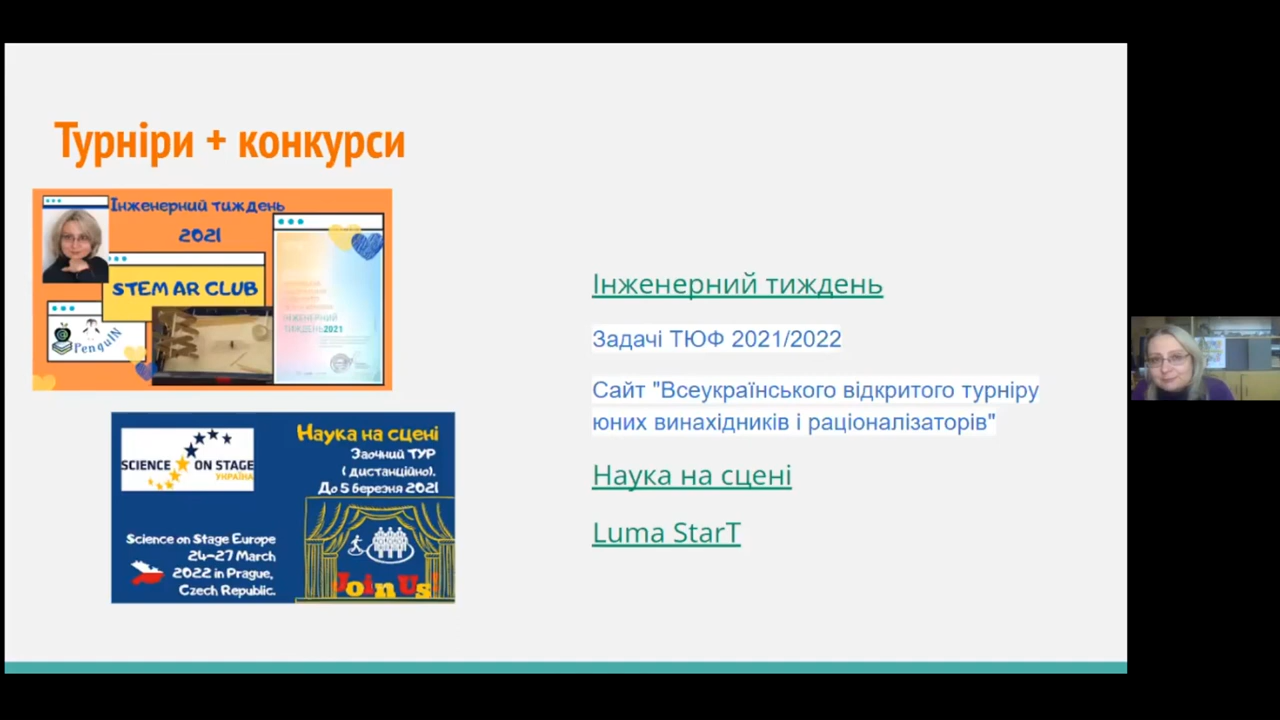 Турніри + конкурси
Інженерний тиждень
2021
STEM AR CLUB
PenguIN
ІНЖЕНЕРНИЙ
ТИЖДЕНЬ2021
Наука на сцені
Заочний ТУР
( дистанційно).
До 5 березня 2021
SCIENCE ON STAGE
УКРАЇНА
Science on Stage Europe
24–27 March
2022 in Prague,
Czech Republic.
Join Us!
Інженерний тиждень
Задачі ТЮФ 2021/2022
Сайт "Всеукраїнського відкритого турніру
юних винахідників і раціоналізаторів"
Наука на сцені
Luma StarT